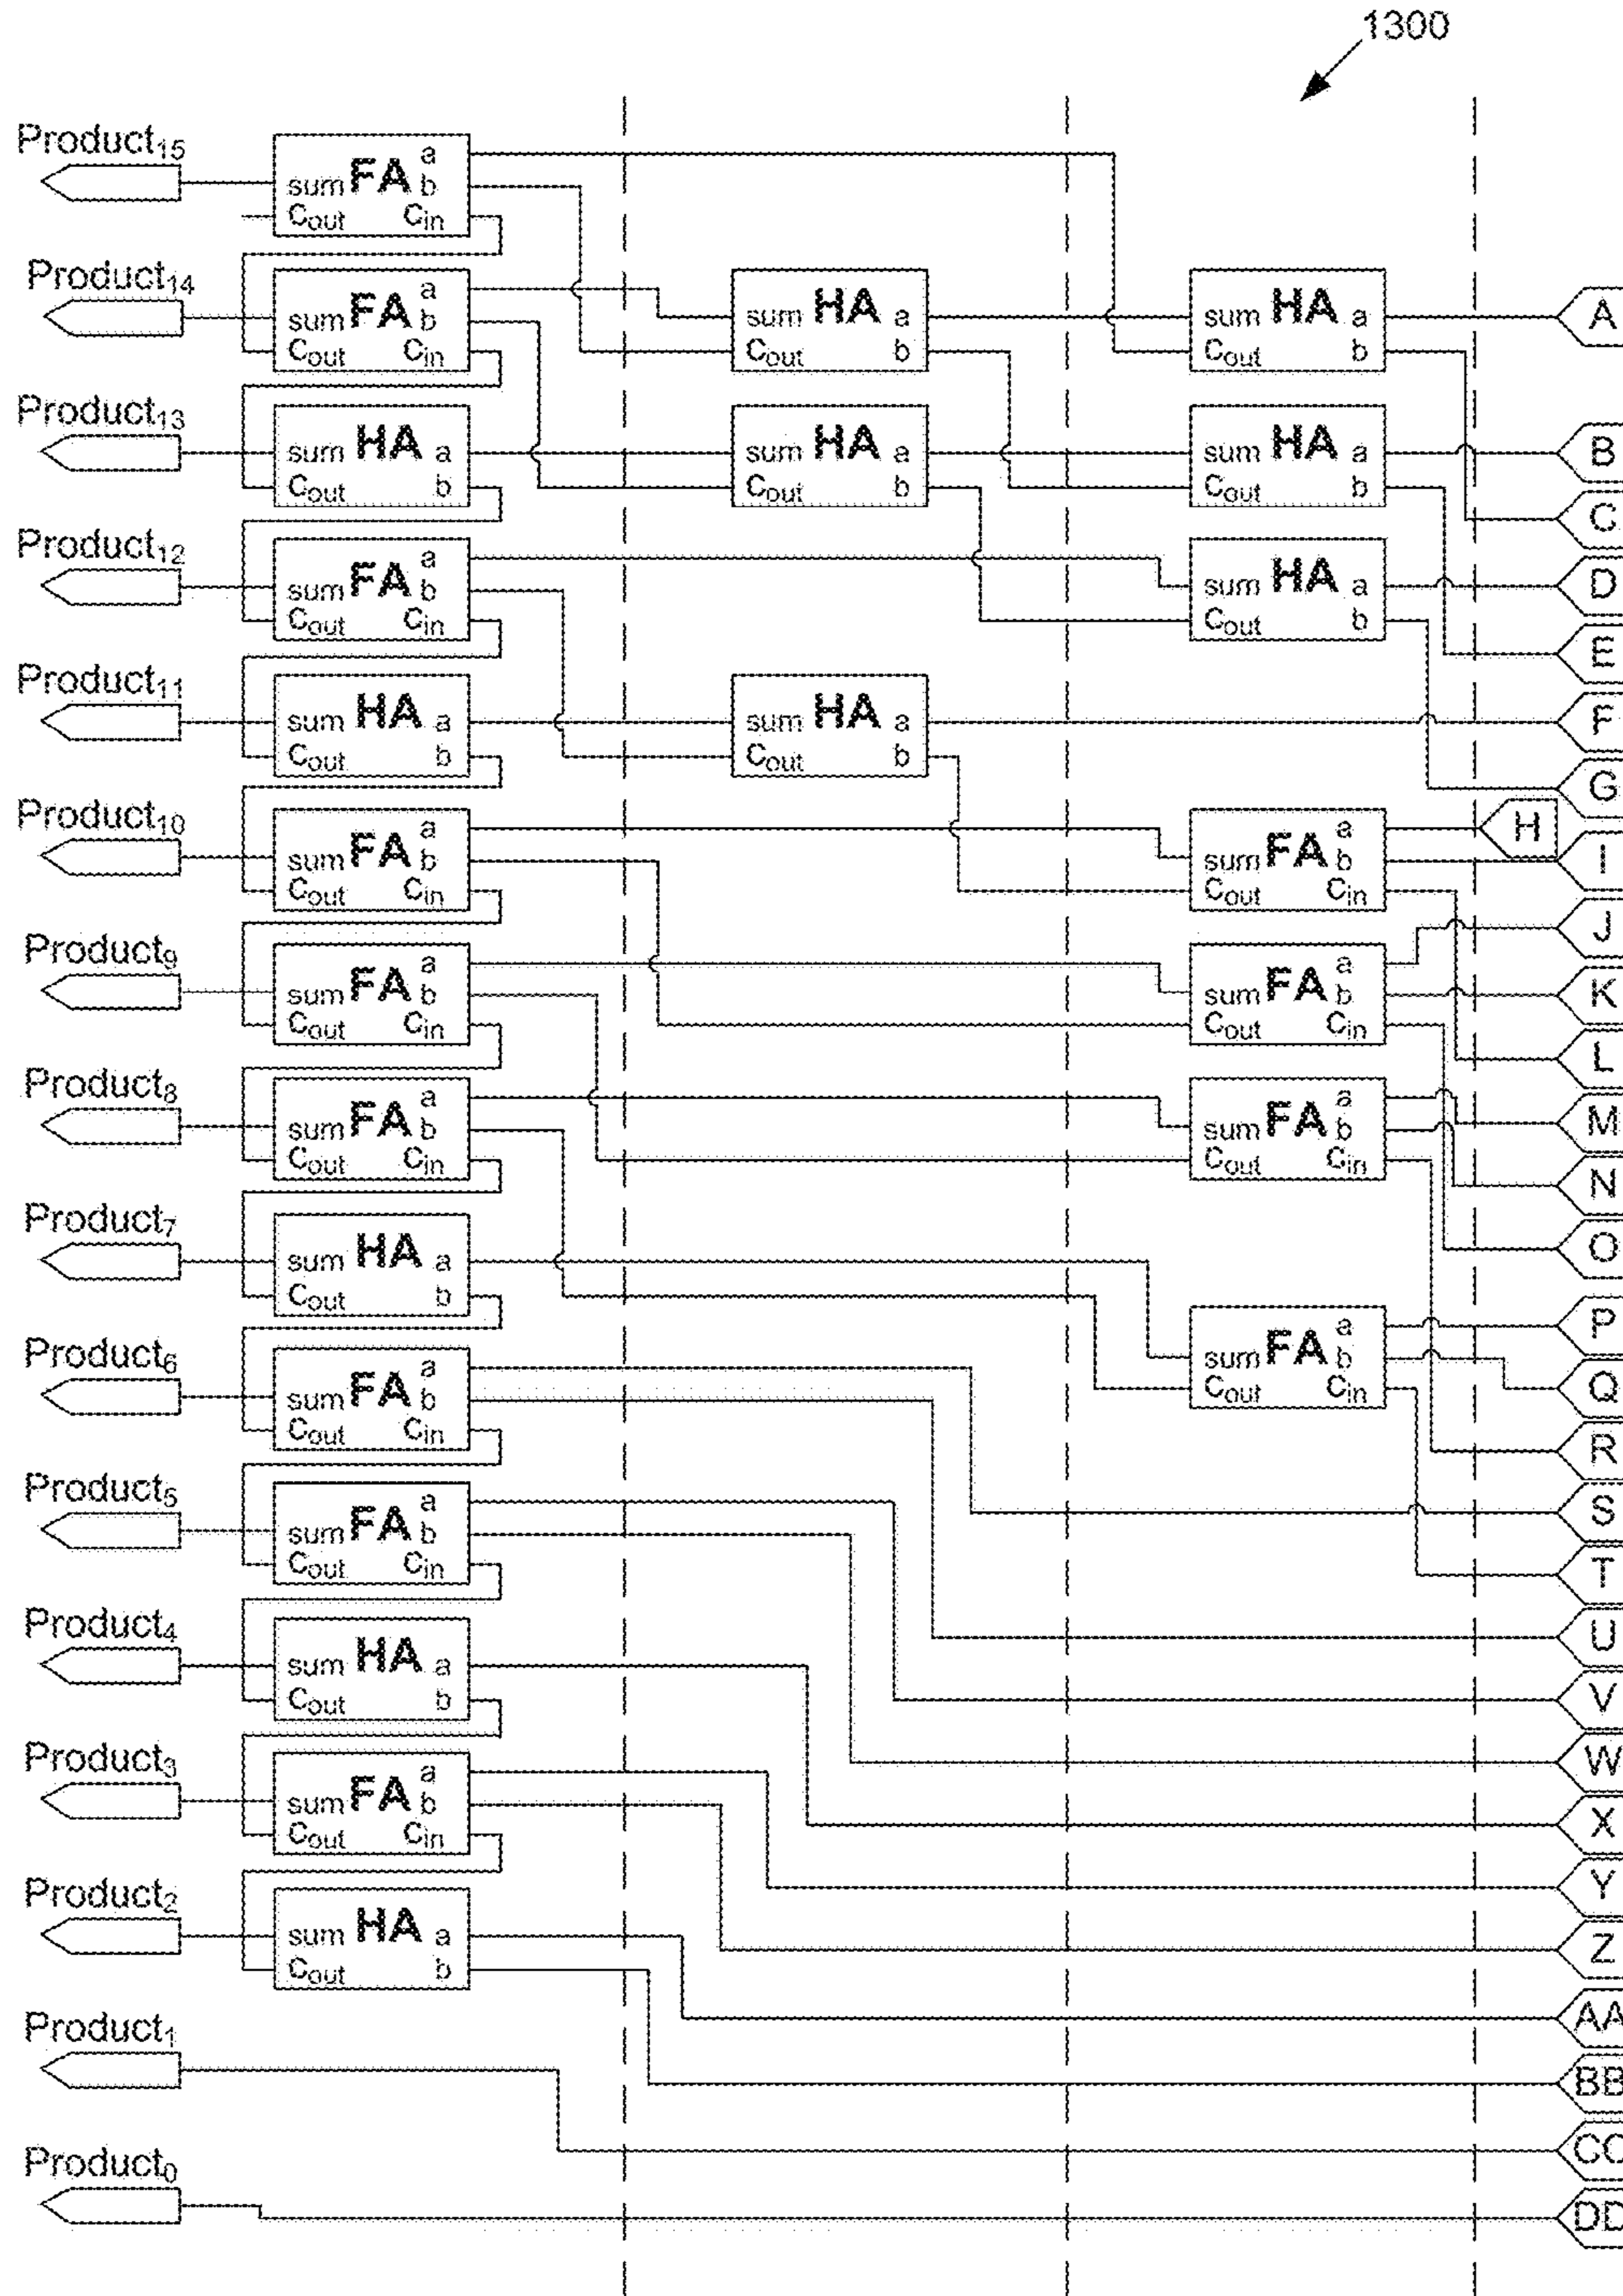 1300
Product15
FA a
sum b
Cout Cin
Product14
FA a
sum b
Cout Cin
HA
sum a
Cout b
HA
sum a
Cout b
A
Product13
HA
sum a
Cout b
HA
sum a
Cout b
HA
sum a
Cout b
B
C
Product12
FA a
sum b
Cout Cin
HA
sum a
Cout b
D
E
Product11
HA
sum a
Cout b
HA
sum a
Cout b
F
G
Product10
FA a
sum b
Cout Cin
FA a
sum b
Cout Cin
H
I
Product9
FA a
sum b
Cout Cin
FA a
sum b
Cout Cin
J
K
L
Product8
FA a
sum b
Cout Cin
FA a
sum b
Cout Cin
M
N
Product7
HA
sum a
Cout b
O
Product6
FA a
sum b
Cout Cin
FA a
sum b
Cout Cin
P
Q
R
Product5
FA a
sum b
Cout Cin
S
T
Product4
HA
sum a
Cout b
U
V
Product3
FA a
sum b
Cout Cin
W
X
Y
Product2
HA
sum a
Cout b
Z
AA
Product1
BB
CC
Product0
DD